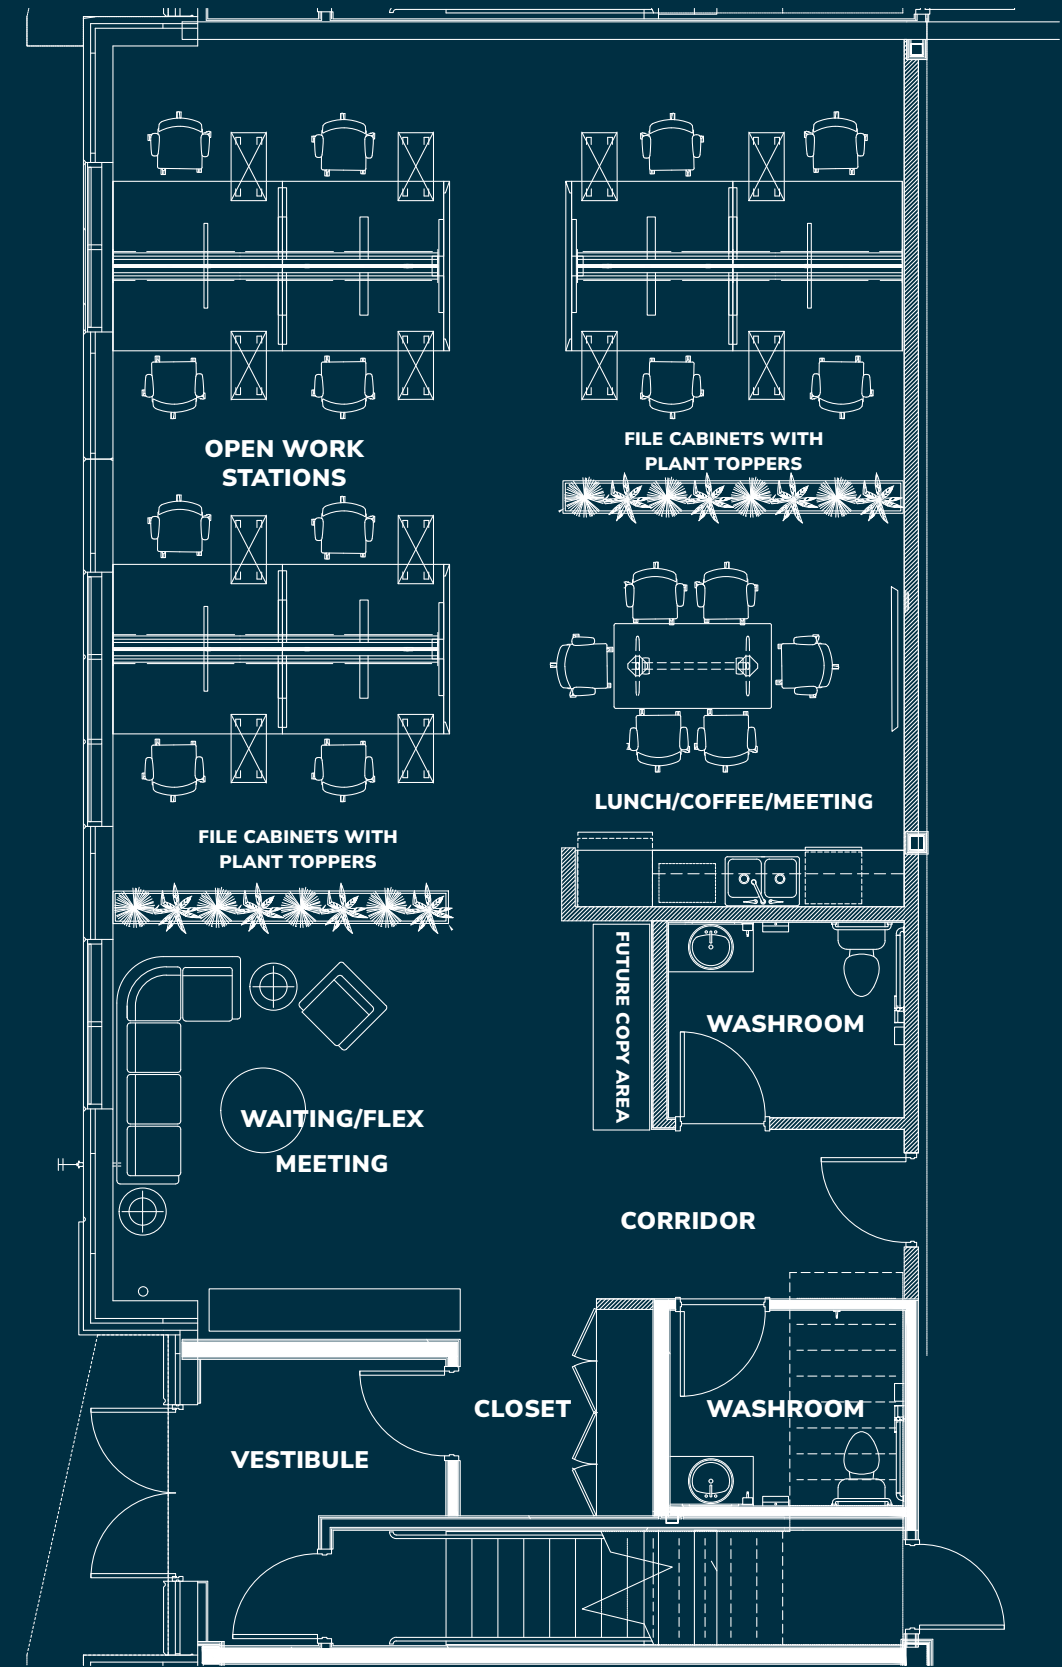 OPEN WORK
STATIONS
FILE CABINETS WITH
PLANT TOPPERS
LUNCH/COFFEE/MEETING
FILE CABINETS WITH
PLANT TOPPERS
FUTURE COPY AREA
WASHROOM
WAITING/FLEX
MEETING
CORRIDOR
CLOSET
WASHROOM
VESTIBULE